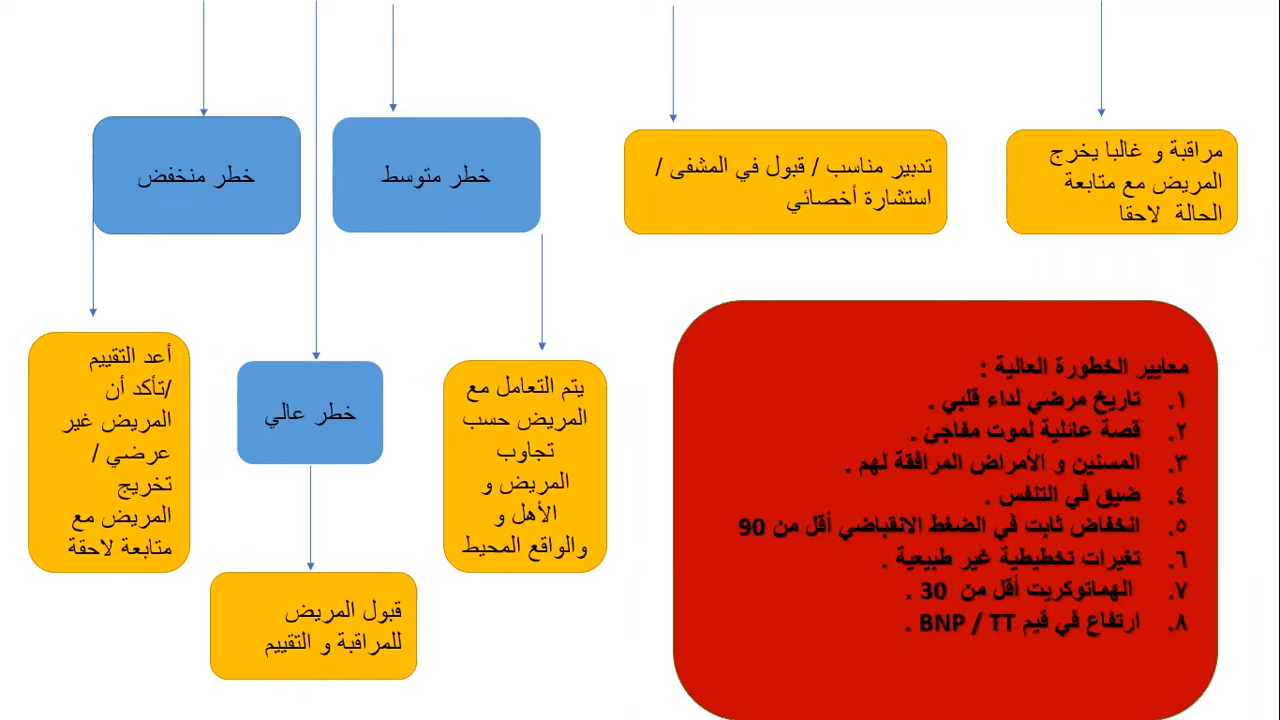 مراقبة و غالبا يخرج
المريض مع متابعة
الحالة لاحقا
تدبير مناسب / قبول في المشفى /
استشارة أخصائي
خطر متوسط
خطر منخفض
معايير الخطورة العالية :
١. تاريخ مرضي لداء قلبي .
٢. قصة عائلية لموت مفاجئ .
٣. المسنين و الأمراض المرافقة لهم .
٤. ضيق في التنفس .
٥. انخفاض ثابت في الضغط الانقباضي أقل من 90
٦. تغيرات تخطيطية غير طبيعية .
٧. الهماتوكريت أقل من 30 .
٨. ارتفاع في قيم BNP / TT .
يتم التعامل مع
المريض حسب
تجاوب
المريض و
الأهل و
والواقع المحيط
خطر عالي
قبول المريض
للمراقبة و التقييم
أعد التقييم
/تأكد أن
المريض غير
عرضي /
تخريج
المريض مع
متابعة لاحقة